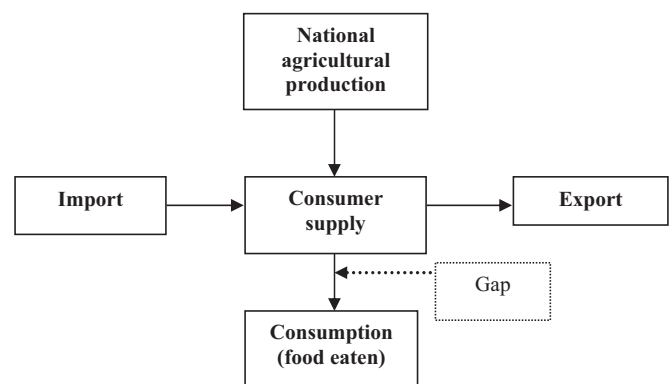 National
agricultural
production
Import
Consumer
supply
Export
Gap
Consumption
(food eaten)